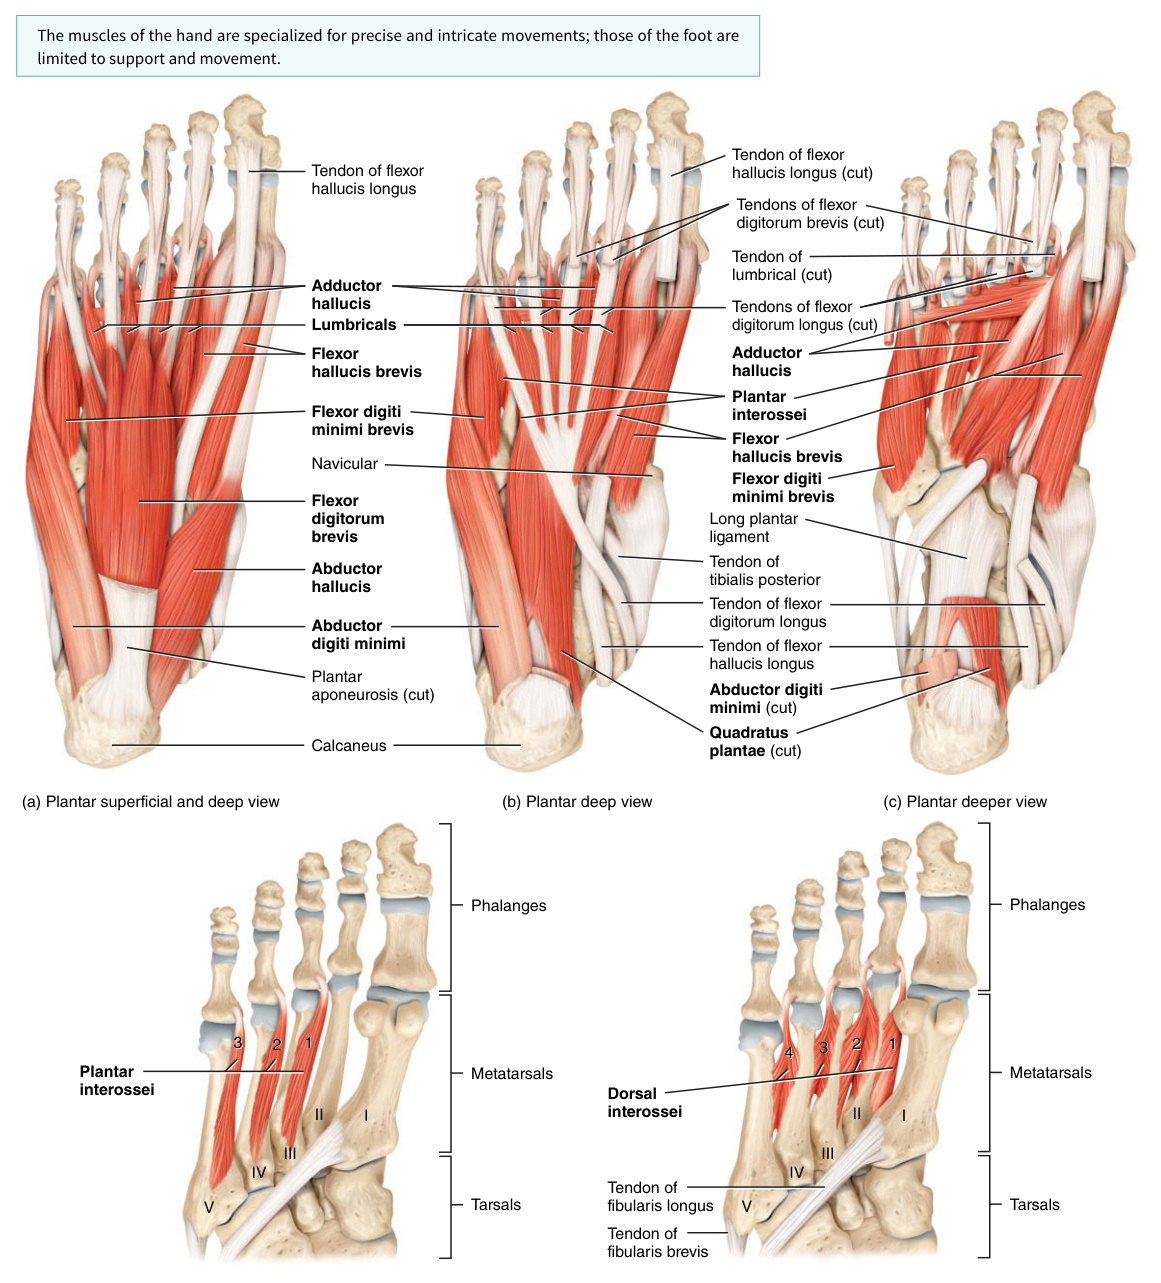 The muscles of the hand are specialized for precise and intricate movements; those of the foot are
limited to support and movement.
Tendon of flexor
hallucis longus
Adductor
hallucis
Lumbricals
Flexor
hallucis brevis
Flexor digiti
minimi brevis
Navicular
Flexor
digitorum
brevis
Abductor
hallucis
Abductor
digiti minimi
Plantar
aponeurosis (cut)
Calcaneus
Tendon of flexor
hallucis longus (cut)
Tendons of flexor
digitorum brevis (cut)
Tendon of
lumbrical (cut)
Tendons of flexor
digitorum longus (cut)
Adductor
hallucis
Plantar
interossei
Flexor
hallucis brevis
Flexor digiti
minimi brevis
Long plantar
ligament
Tendon of
tibialis posterior
Tendon of flexor
digitorum longus
Tendon of flexor
hallucis longus
Abductor digiti
minimi (cut)
Quadratus
plantae (cut)
(a) Plantar superficial and deep view
(b) Plantar deep view
(c) Plantar deeper view
Phalanges
3
2
1
Plantar
interossei
Metatarsals
I
II
III
IV
V
Tarsals
Phalanges
4
3
2
1
Dorsal
interossei
Metatarsals
I
II
III
IV
V
Tendon of
fibularis longus
Tarsals
Tendon of
fibularis brevis